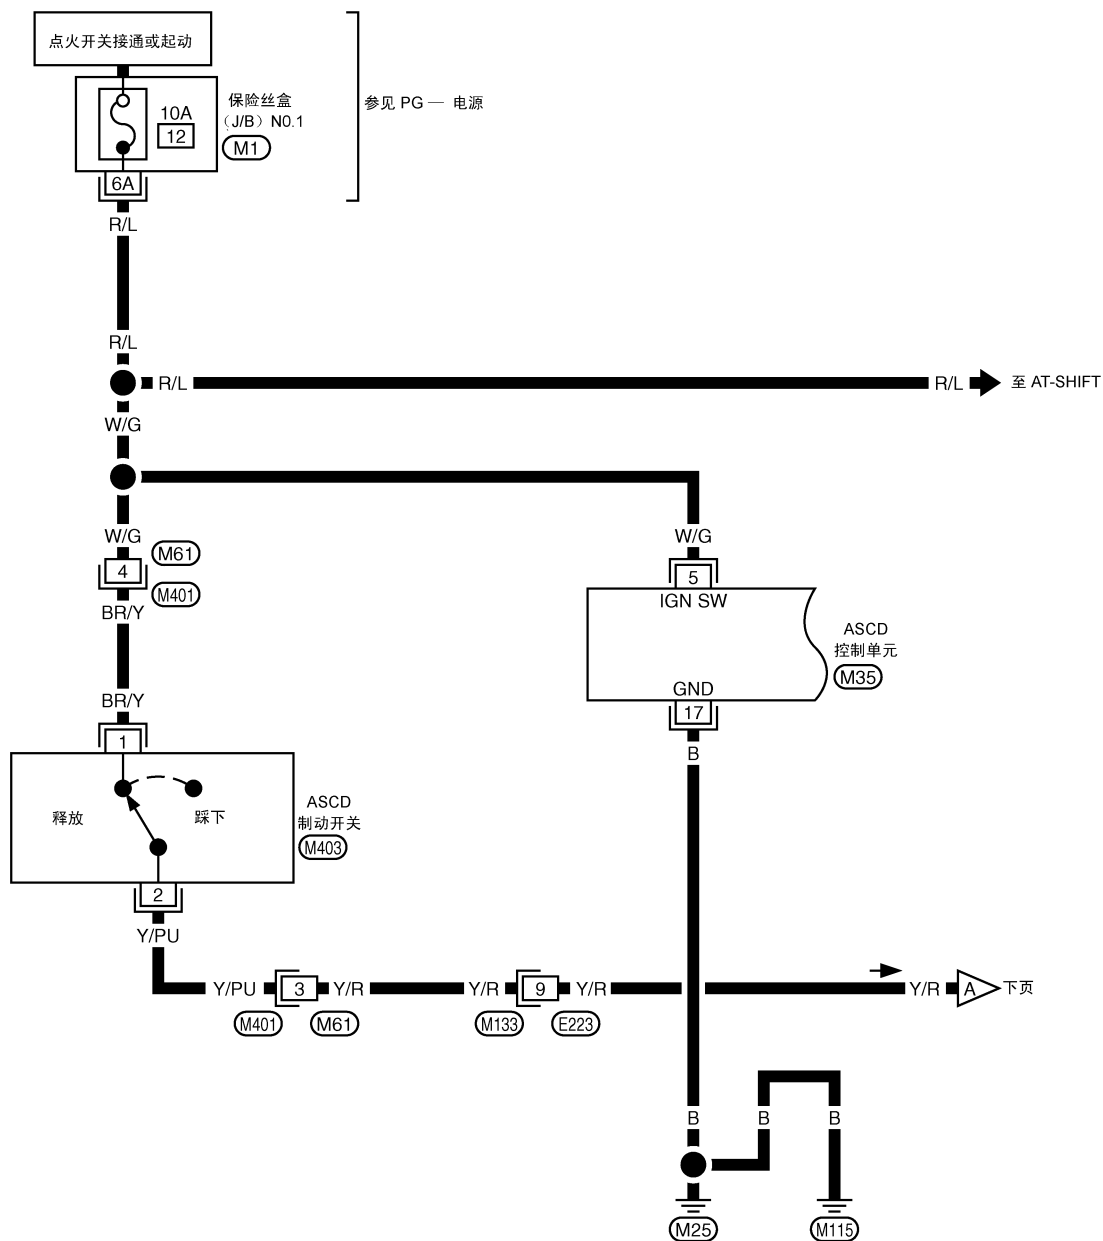 点火开关接通或起动
10A
12
保险丝盒
（J/B）N0.1
M1
参见 PG — 电源
6A
R/L
R/L
R/L
R/L
至 AT-SHIFT
W/G
W/G
W/G
M61
4
M401
BR/Y
5
IGN SW
ASCD
控制单元
M35
GND
17
BR/Y
1
B
释放
踩下
ASCD
制动开关
M403
2
Y/PU
Y/PU
3
Y/R
Y/R
9
Y/R
Y/R
A
下页
M401
M61
M133
E223
B
B
B
M25
M115